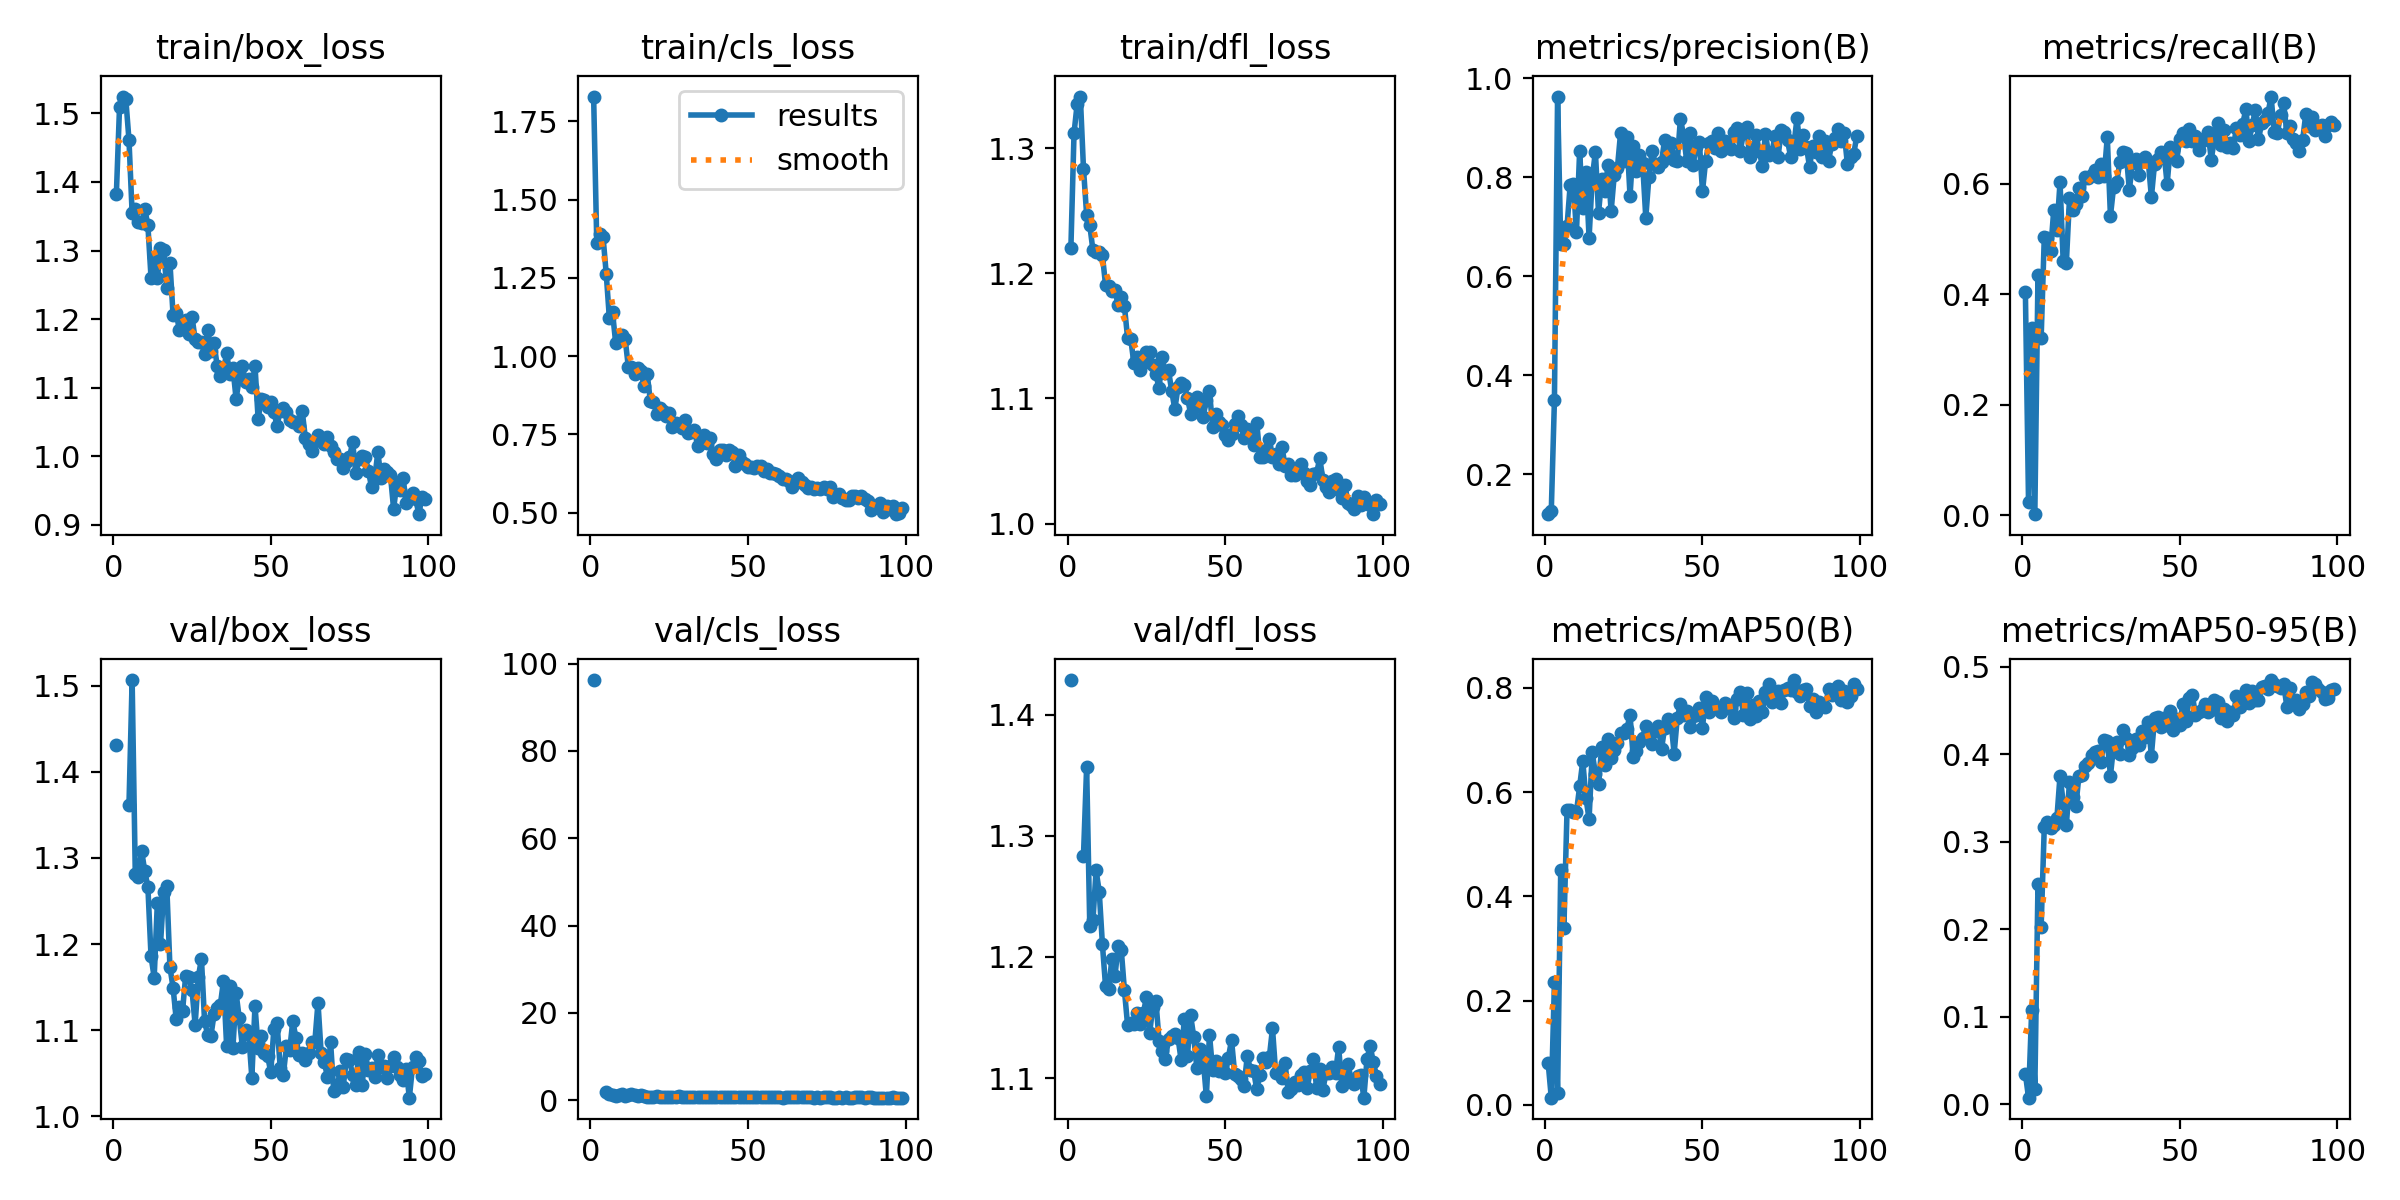 train/box_loss
1.5
1.4
1.3
1.2
1.1
1.0
0.9
0 50 100
train/cls_loss
results
smooth
1.75
1.50
1.25
1.00
0.75
0.50
0 50 100
train/dfl_loss
1.3
1.2
1.1
1.0
0 50 100
metrics/precision(B)
1.0
0.8
0.6
0.4
0.2
0 50 100
metrics/recall(B)
0.6
0.4
0.2
0.0
0 50 100
val/box_loss
1.5
1.4
1.3
1.2
1.1
1.0
0 50 100
val/cls_loss
100
80
60
40
20
0
0 50 100
val/dfl_loss
1.4
1.3
1.2
1.1
0 50 100
metrics/mAP50(B)
0.8
0.6
0.4
0.2
0.0
0 50 100
metrics/mAP50-95(B)
0.5
0.4
0.3
0.2
0.1
0.0
0 50 100